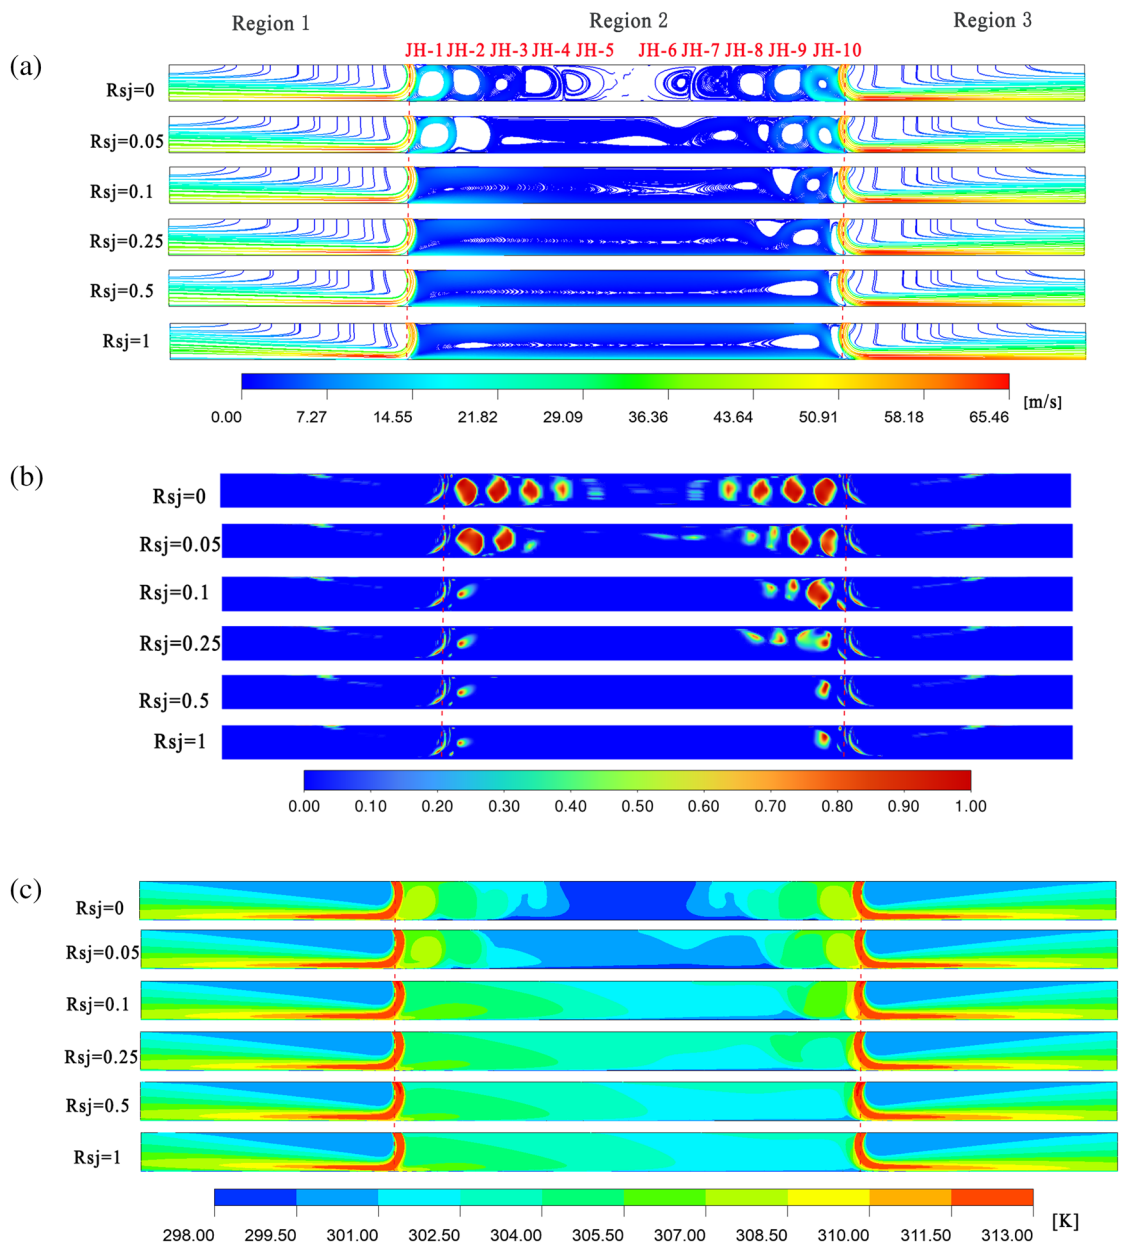 Region 1 Region 2 Region 3
JH-1 JH-2 JH-3 JH-4 JH-5 JH-6 JH-7 JH-8 JH-9 JH-10
(a)
Rsj=0
Rsj=0.05
Rsj=0.1
Rsj=0.25
Rsj=0.5
Rsj=1
0.00 7.27 14.55 21.82 29.09 36.36 43.64 50.91 58.18 65.46 [m/s]
(b)
Rsj=0
Rsj=0.05
Rsj=0.1
Rsj=0.25
Rsj=0.5
Rsj=1
0.00 0.10 0.20 0.30 0.40 0.50 0.60 0.70 0.80 0.90 1.00
(c)
Rsj=0
Rsj=0.05
Rsj=0.1
Rsj=0.25
Rsj=0.5
Rsj=1
298.00 299.50 301.00 302.50 304.00 305.50 307.00 308.50 310.00 311.50 313.00 [K]